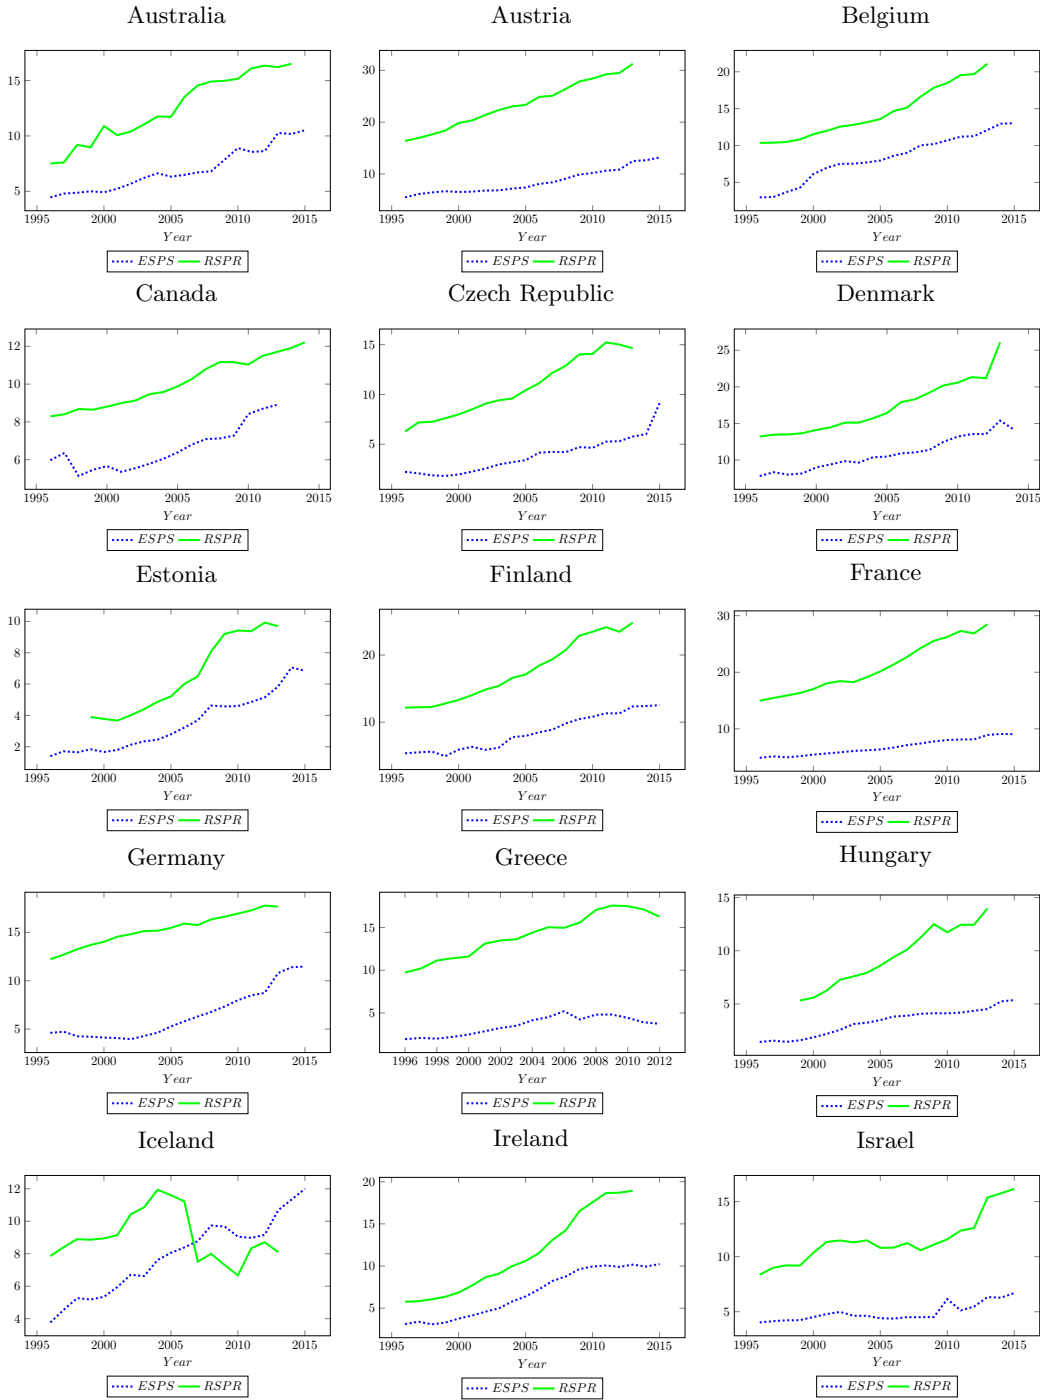 Australia Austria Belgium
15
10
5
1995 2000 2005 2010 2015
Year
ESPS RSPR
30
20
10
1995 2000 2005 2010 2015
Year
ESPS RSPR
20
15
10
5
1995 2000 2005 2010 2015
Year
ESPS RSPR
Canada Czech Republic Denmark
12
10
8
6
1995 2000 2005 2010 2015
Year
ESPS RSPR
15
10
5
1995 2000 2005 2010 2015
Year
ESPS RSPR
25
20
15
10
1995 2000 2005 2010 2015
Year
ESPS RSPR
Estonia Finland France
10
8
6
4
2
1995 2000 2005 2010 2015
Year
ESPS RSPR
20
10
1995 2000 2005 2010 2015
Year
ESPS RSPR
30
20
10
1995 2000 2005 2010 2015
Year
ESPS RSPR
Germany Greece Hungary
15
10
5
1995 2000 2005 2010 2015
Year
ESPS RSPR
15
10
5
1996 1998 2000 2002 2004 2006 2008 2010 2012
Year
ESPS RSPR
15
10
5
1995 2000 2005 2010 2015
Year
ESPS RSPR
Iceland Ireland Israel
12
10
8
6
4
1995 2000 2005 2010 2015
Year
ESPS RSPR
20
15
10
5
1995 2000 2005 2010 2015
Year
ESPS RSPR
15
10
5
1995 2000 2005 2010 2015
Year
ESPS RSPR